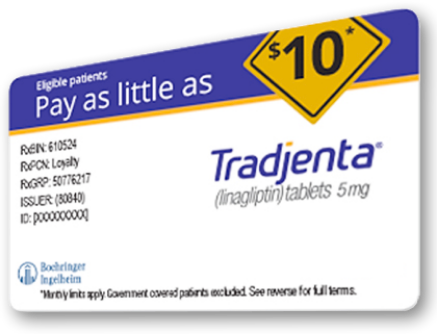 Eligible patients
Pay as little as
$10*
RxBIN: 610524
RxPCN: Loyalty
RxGRP: 50776217
ISSUER: (80840)
ID: [XXXXXXXXX]
Tradjenta®
(linagliptin) tablets 5 mg
Boehringer
Ingelheim
*Monthly limits apply. Government covered patients excluded. See reverse for full terms.